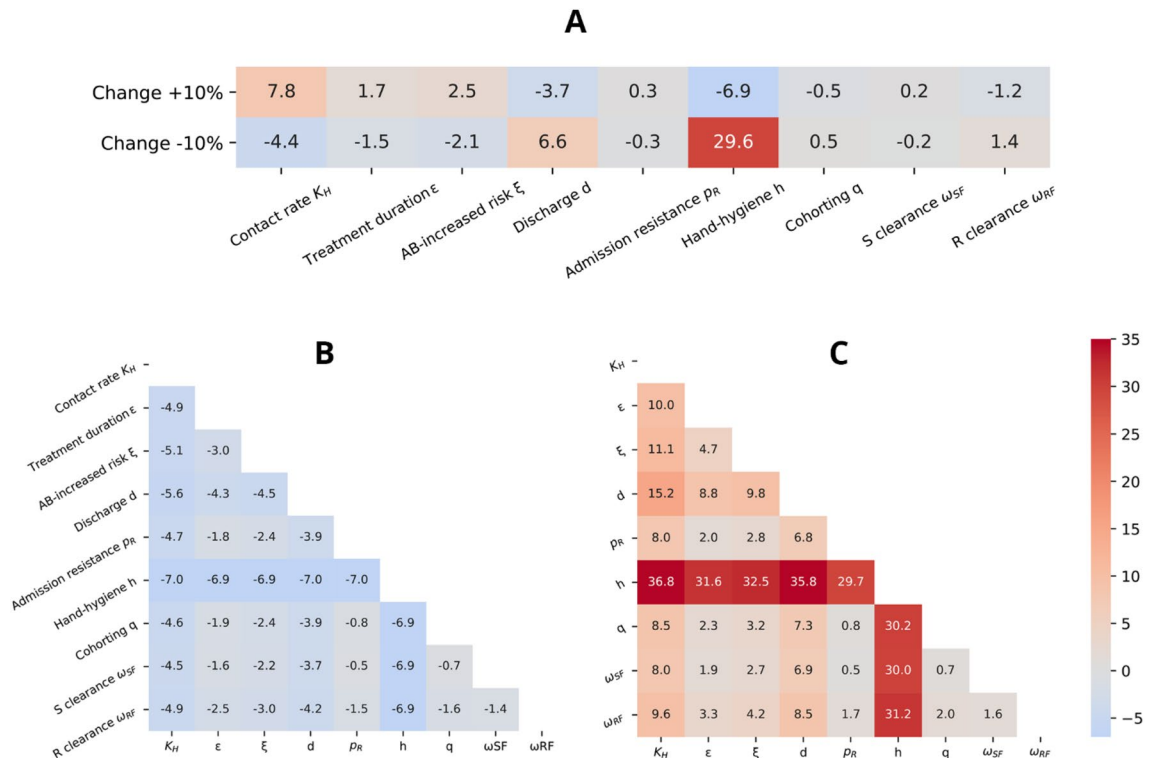 A
Change +10% 7.8 1.7 2.5 -3.7 0.3 -6.9 -0.5 0.2 -1.2
Change -10% -4.4 -1.5 -2.1 6.6 -0.3 29.6 0.5 -0.2 1.4
Contact rate K_H
Treatment duration ε
AB-increased risk ξ
Discharge d
Admission resistance p_R
Hand-hygiene h
Cohorting q
S clearance ω_SF
R clearance ω_RF
B
Contact rate K_H
Treatment duration ε -4.9
AB-increased risk ξ -5.1 -3.0
Discharge d -5.6 -4.3 -4.5
Admission resistance p_R -4.7 -1.8 -2.4 -3.9
Hand-hygiene h -7.0 -6.9 -6.9 -7.0 -7.0
Cohorting q -4.6 -1.9 -2.4 -3.9 -0.8 -6.9
S clearance ω_SF -4.5 -1.6 -2.2 -3.7 -0.5 -6.9 -0.7
R clearance ω_RF -4.9 -2.5 -3.0 -4.2 -1.5 -6.9 -1.6 -1.4
K_H ε ξ d p_R h q ωSF ωRF
C
K_H
ε 10.0
ξ 11.1 4.7
d 15.2 8.8 9.8
p_R 8.0 2.0 2.8 6.8
h 36.8 31.6 32.5 35.8 29.7
q 8.5 2.3 3.2 7.3 0.8 30.2
ω_SF 8.0 1.9 2.7 6.9 0.5 30.0 0.7
ω_RF 9.6 3.3 4.2 8.5 1.7 31.2 2.0 1.6
K_H ε ξ d p_R h q ω_SF ω_RF
35
30
25
20
15
10
5
0
−5